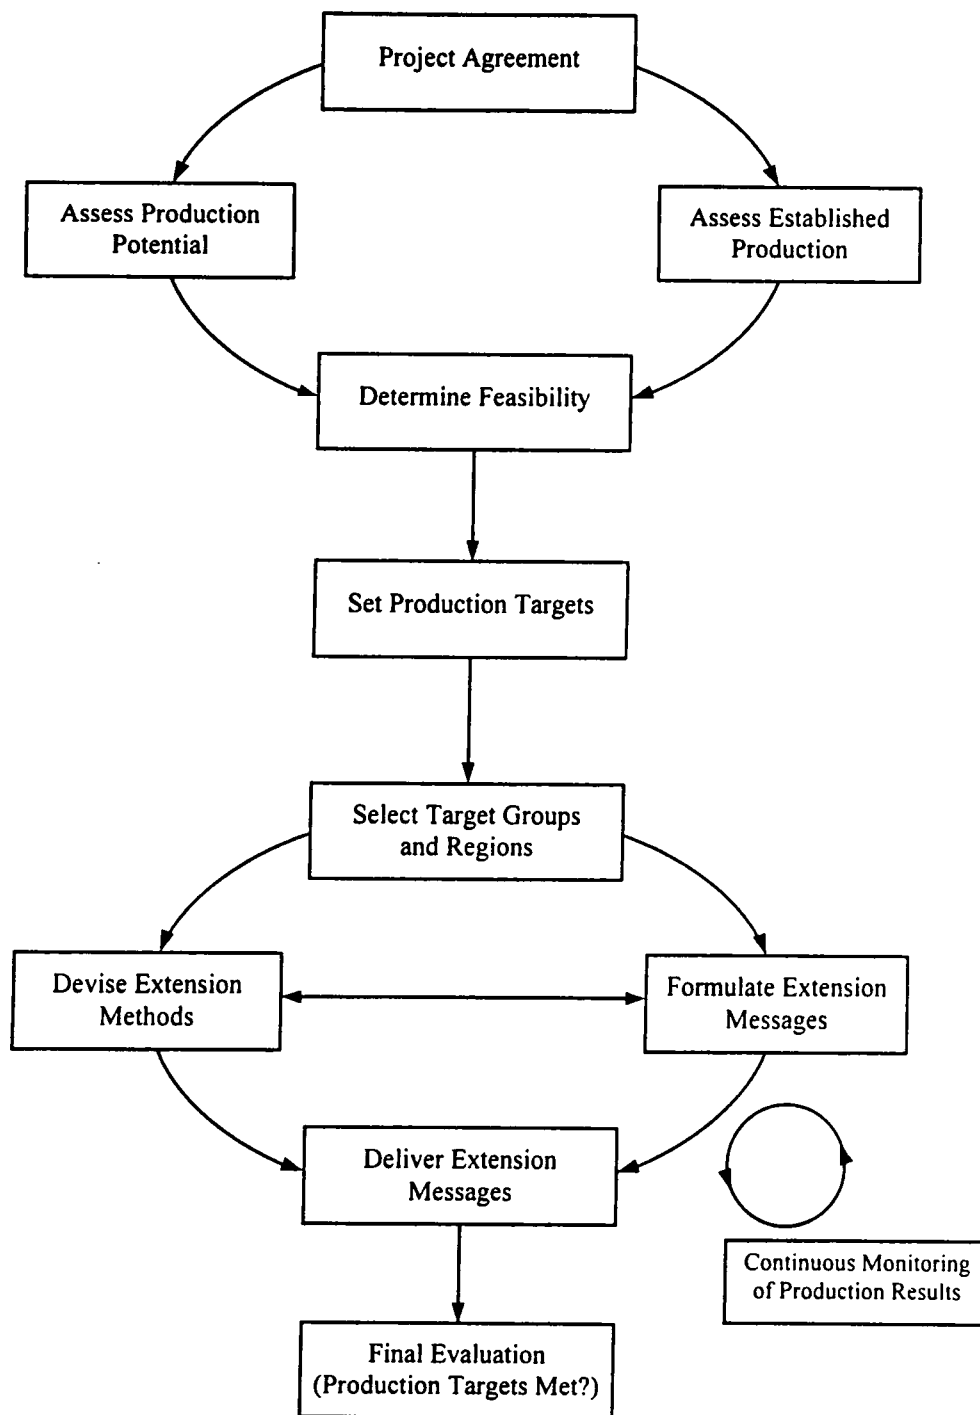 Project Agreement
Assess Production
Potential
Assess Established
Production
Determine Feasibility
Set Production Targets
Select Target Groups
and Regions
Devise Extension
Methods
Formulate Extension
Messages
Deliver Extension
Messages
Continuous Monitoring
of Production Results
Final Evaluation
(Production Targets Met?)